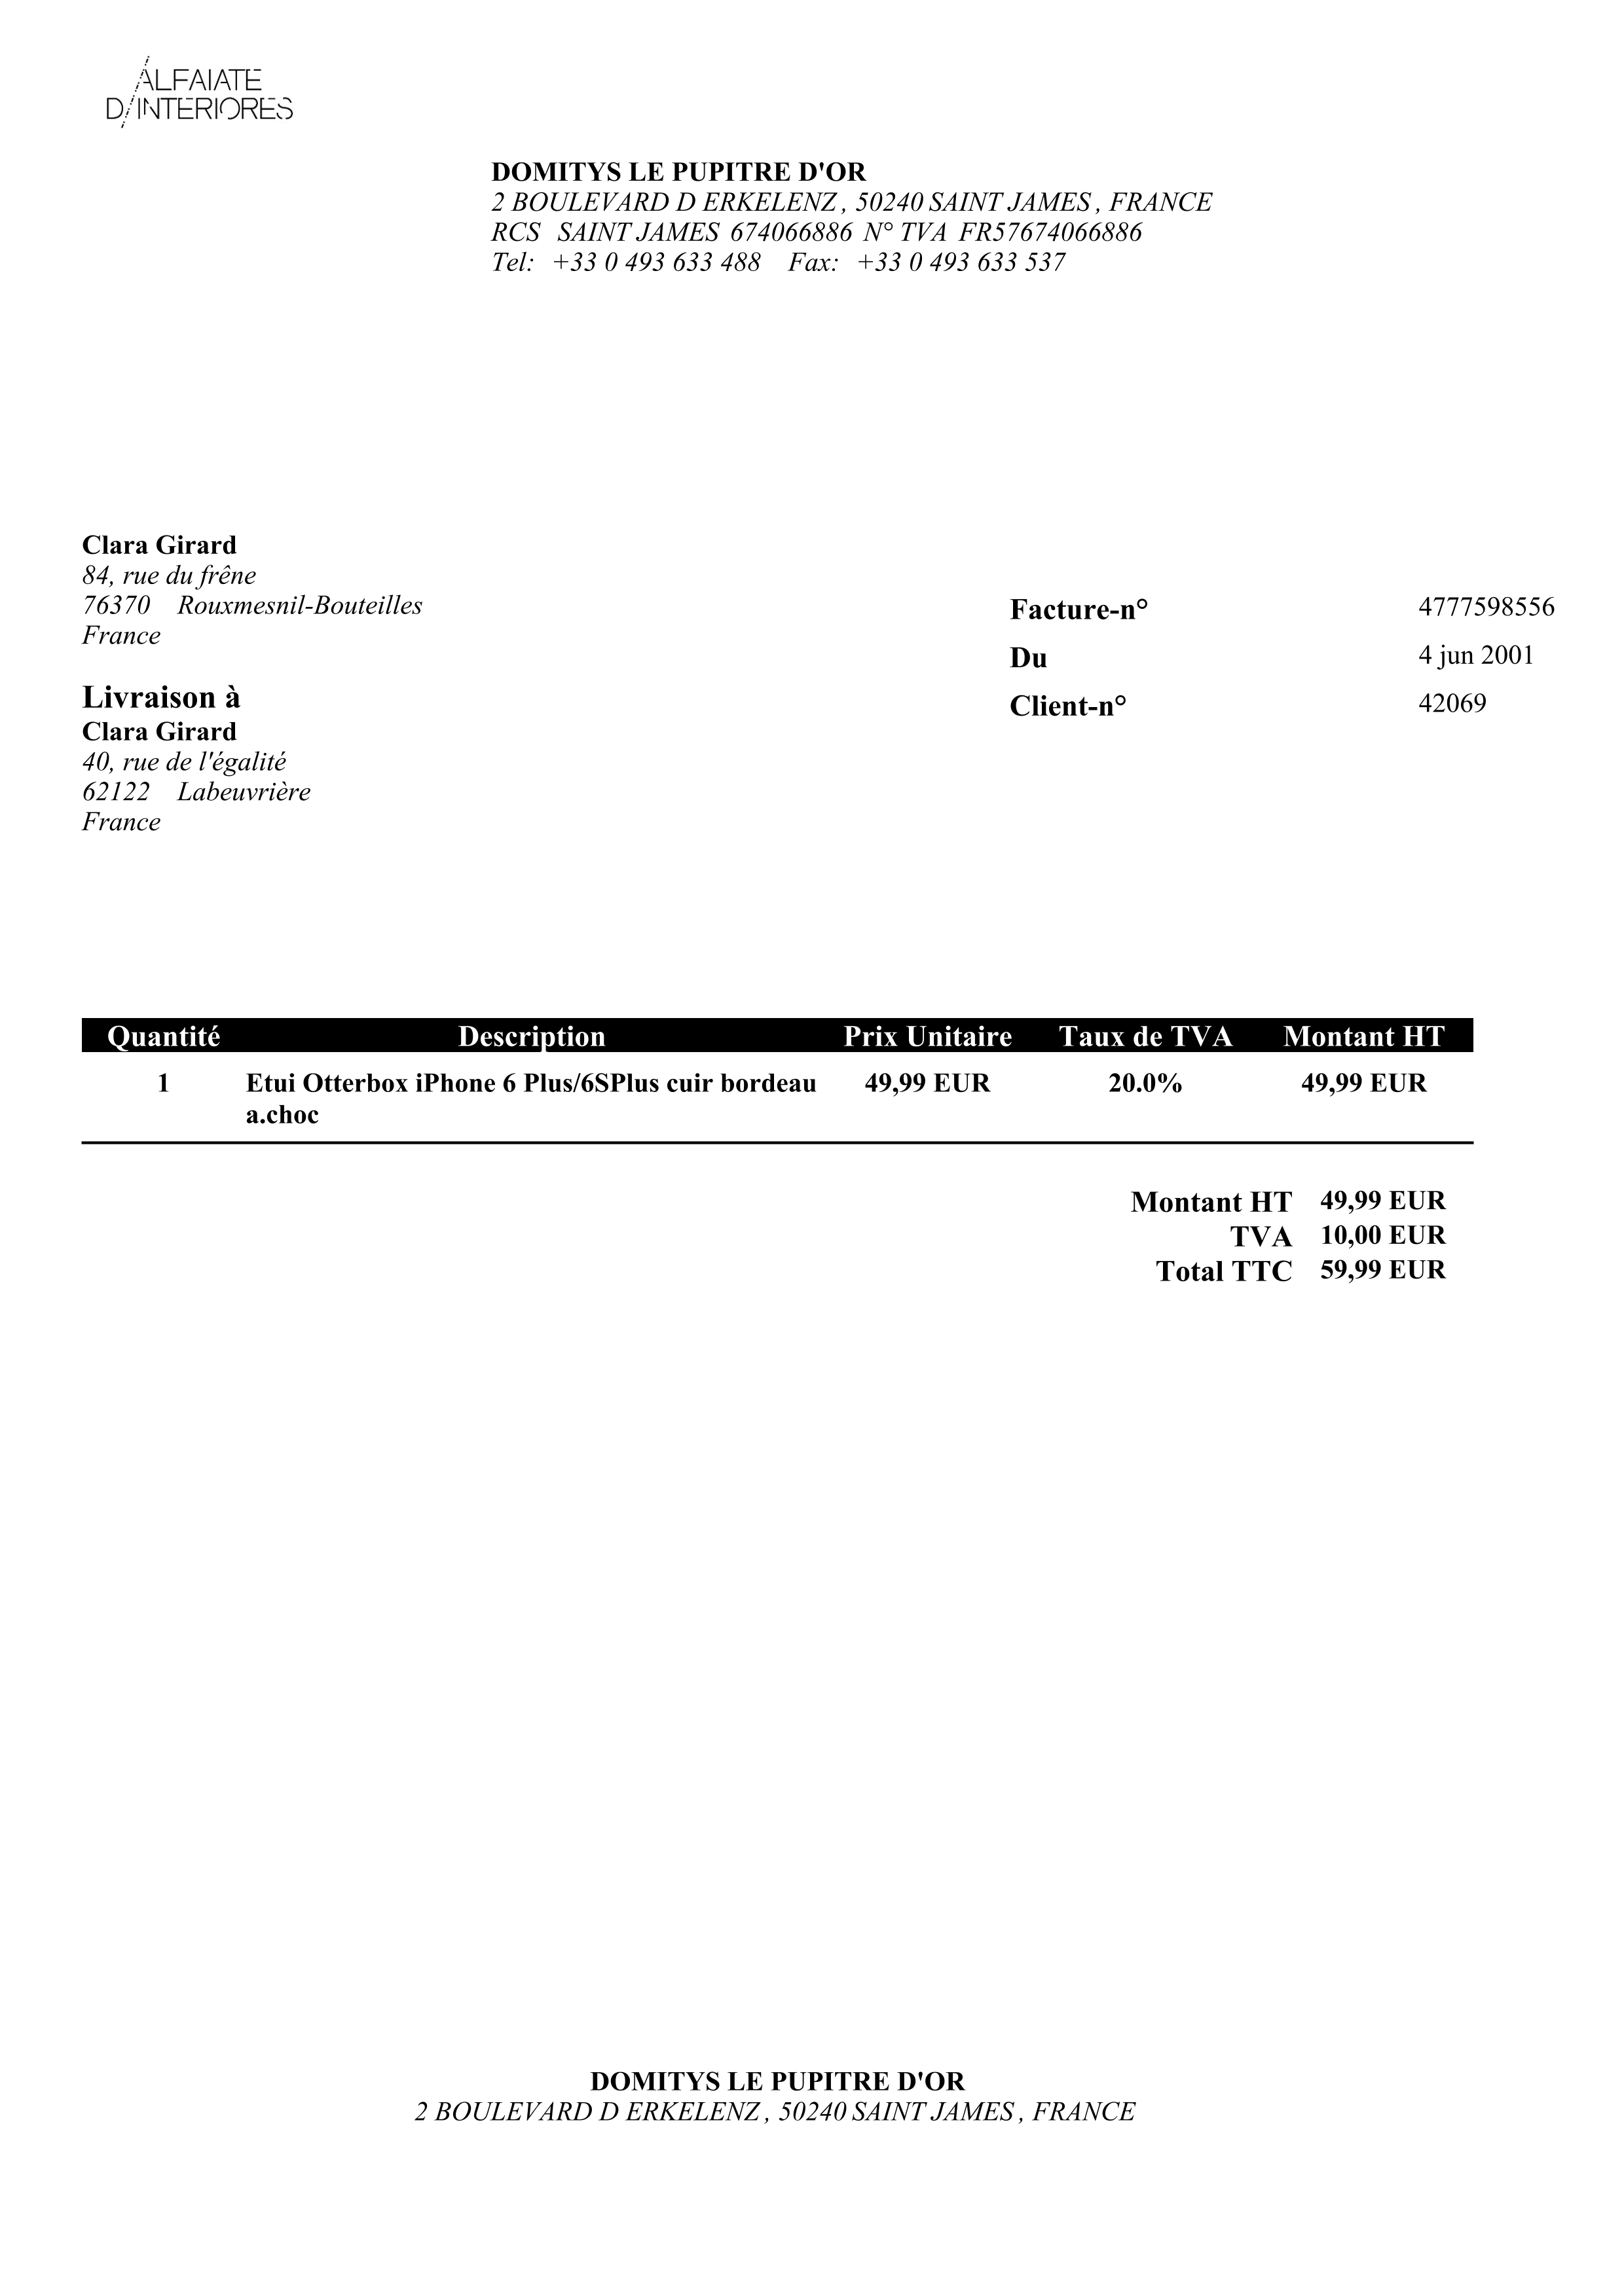 ALFAIATE
D/INTERIORES
DOMITYS LE PUPITRE D'OR
2 BOULEVARD D ERKELENZ , 50240 SAINT JAMES , FRANCE
RCS SAINT JAMES 674066886 N° TVA FR57674066886
Tel: +33 0 493 633 488 Fax: +33 0 493 633 537
Clara Girard
84, rue du frêne
76370 Rouxmesnil-Bouteilles
France
Facture-n° 4777598556
Du 4 jun 2001
Client-n° 42069
Livraison à
Clara Girard
40, rue de l'égalité
62122 Labeuvrière
France
Quantité Description Prix Unitaire Taux de TVA Montant HT
1 Etui Otterbox iPhone 6 Plus/6SPlus cuir bordeau 49,99 EUR 20.0% 49,99 EUR
a.choc
Montant HT 49,99 EUR
TVA 10,00 EUR
Total TTC 59,99 EUR
DOMITYS LE PUPITRE D'OR
2 BOULEVARD D ERKELENZ , 50240 SAINT JAMES , FRANCE